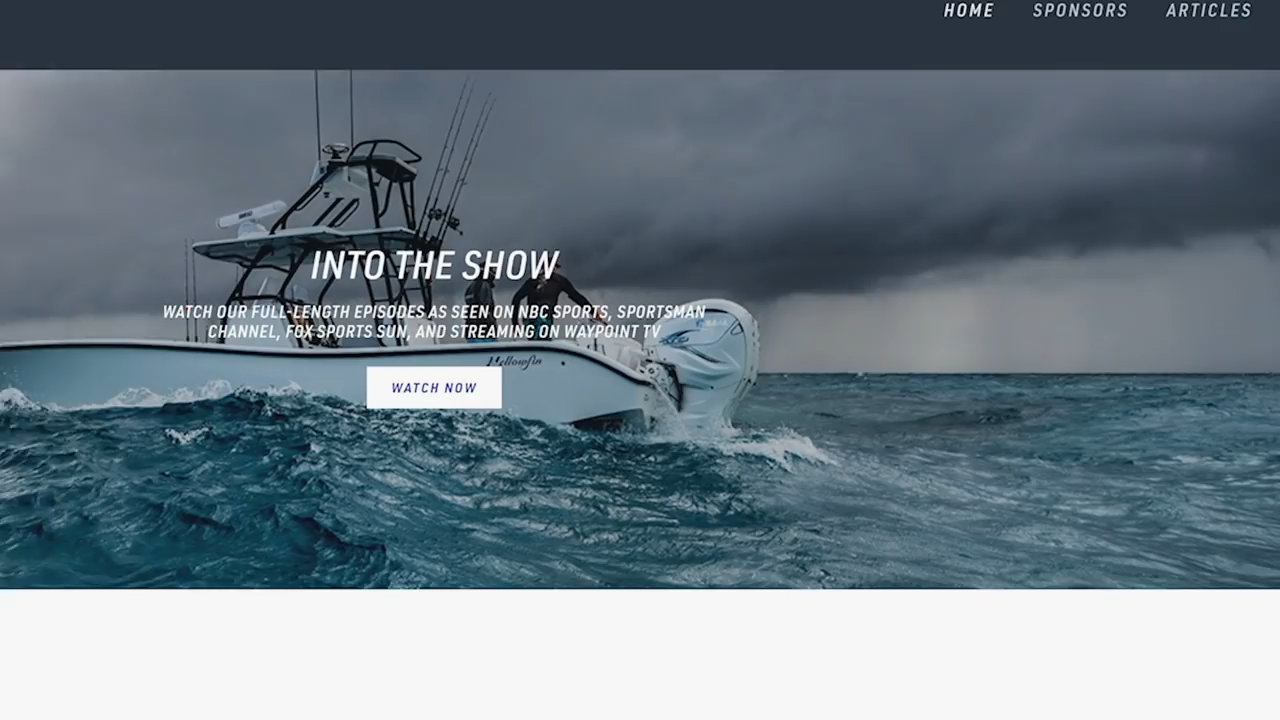 HOME SPONSORS ARTICLES
INTO THE SHOW
WATCH OUR FULL-LENGTH EPISODES AS SEEN ON NBC SPORTS, SPORTSMAN
CHANNEL, FOX SPORTS SUN, AND STREAMING ON WAYPOINT TV
Yellowfin
WATCH NOW